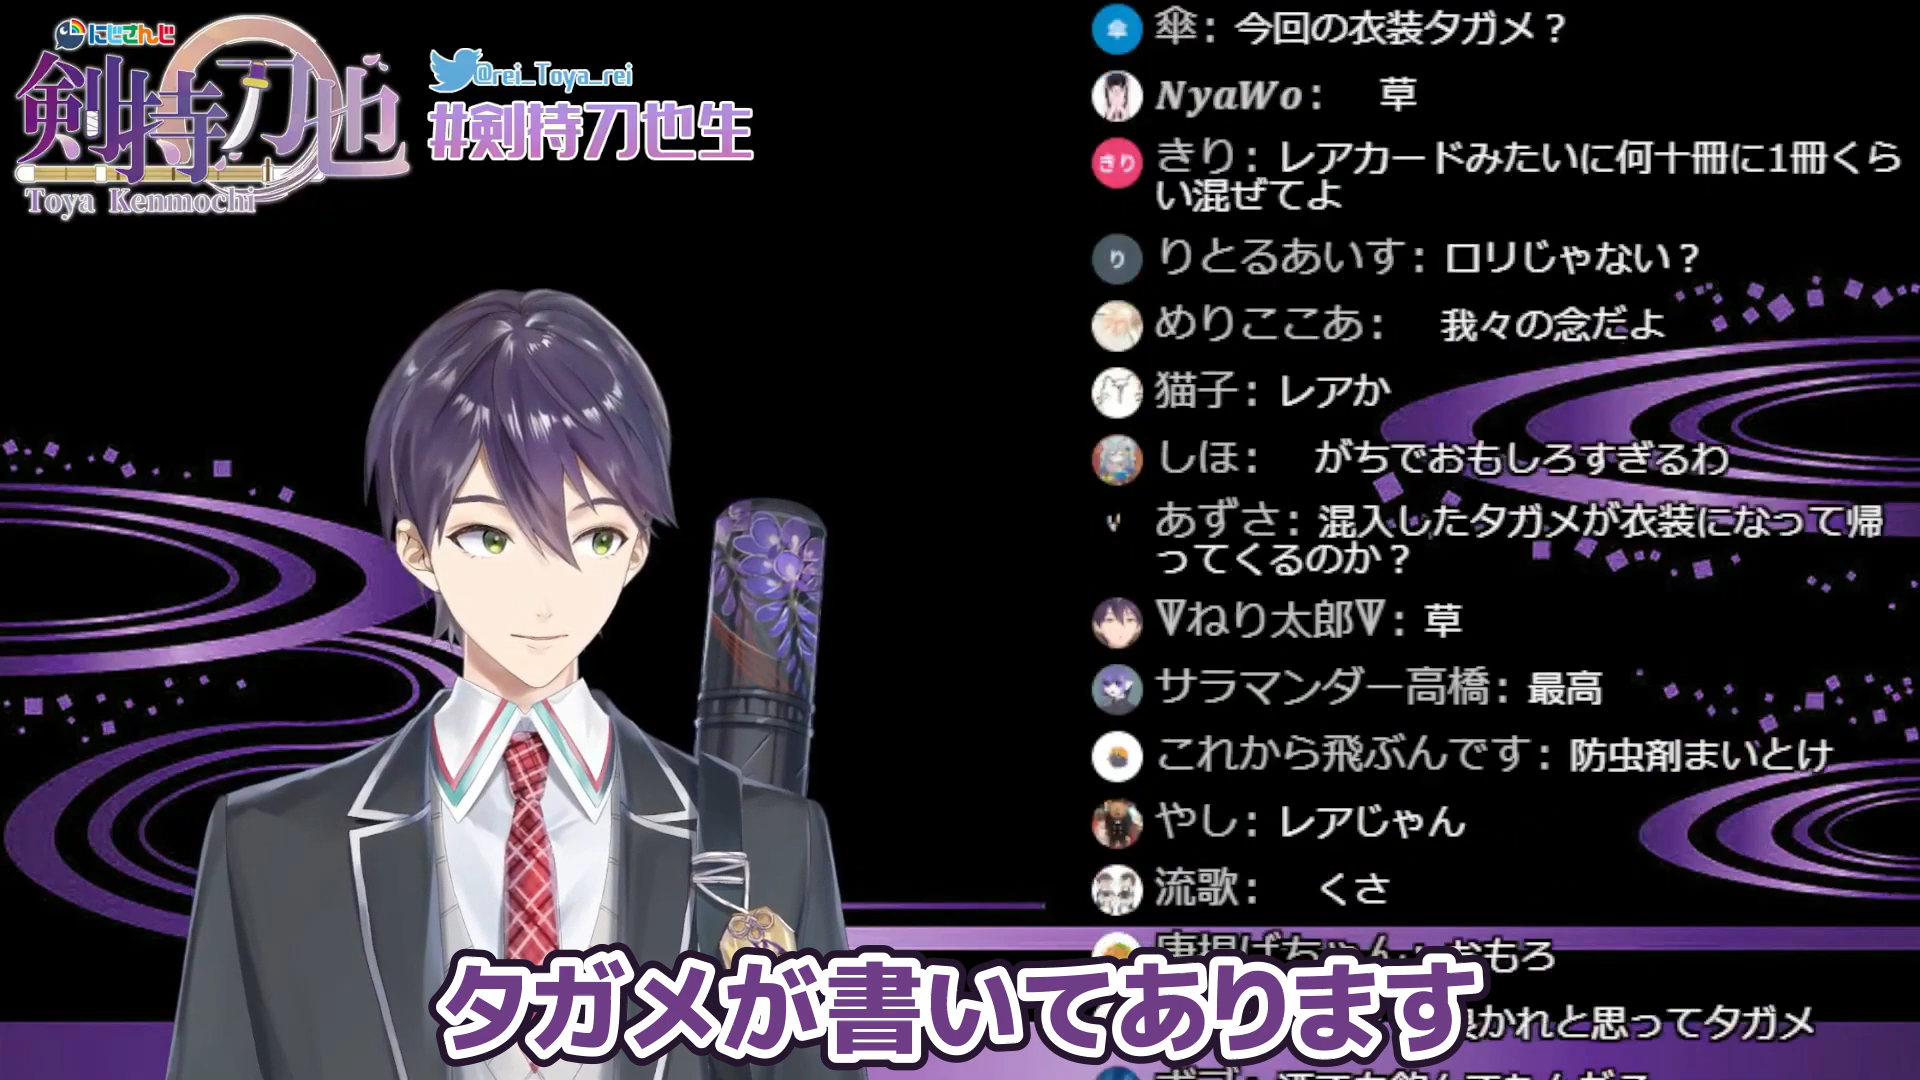 にじさんじ
剣持刀也
Toya Kenmochi
@rei_Toya_rei
#剣持刀也生
傘: 今回の衣装タガメ?
NyaWo: 草
きり
きり: レアカードみたいに何十冊に1冊くら
い混ぜてよ
り
りとるあいす: ロリじゃない?
めりここあ: 我々の念だよ
猫子: レアか
しほ: がちでおもしろすぎるわ
あずさ: 混入したタガメが衣装になって帰
ってくるのか?
∇ねり太郎∇: 草
サラマンダー高橋: 最高
これから飛ぶんです: 防虫剤まいとけ
やし: レアじゃん
流歌: くさ
唐揚げちゃん: おもろ
良かれと思ってタガメ
タガメが書いてあります